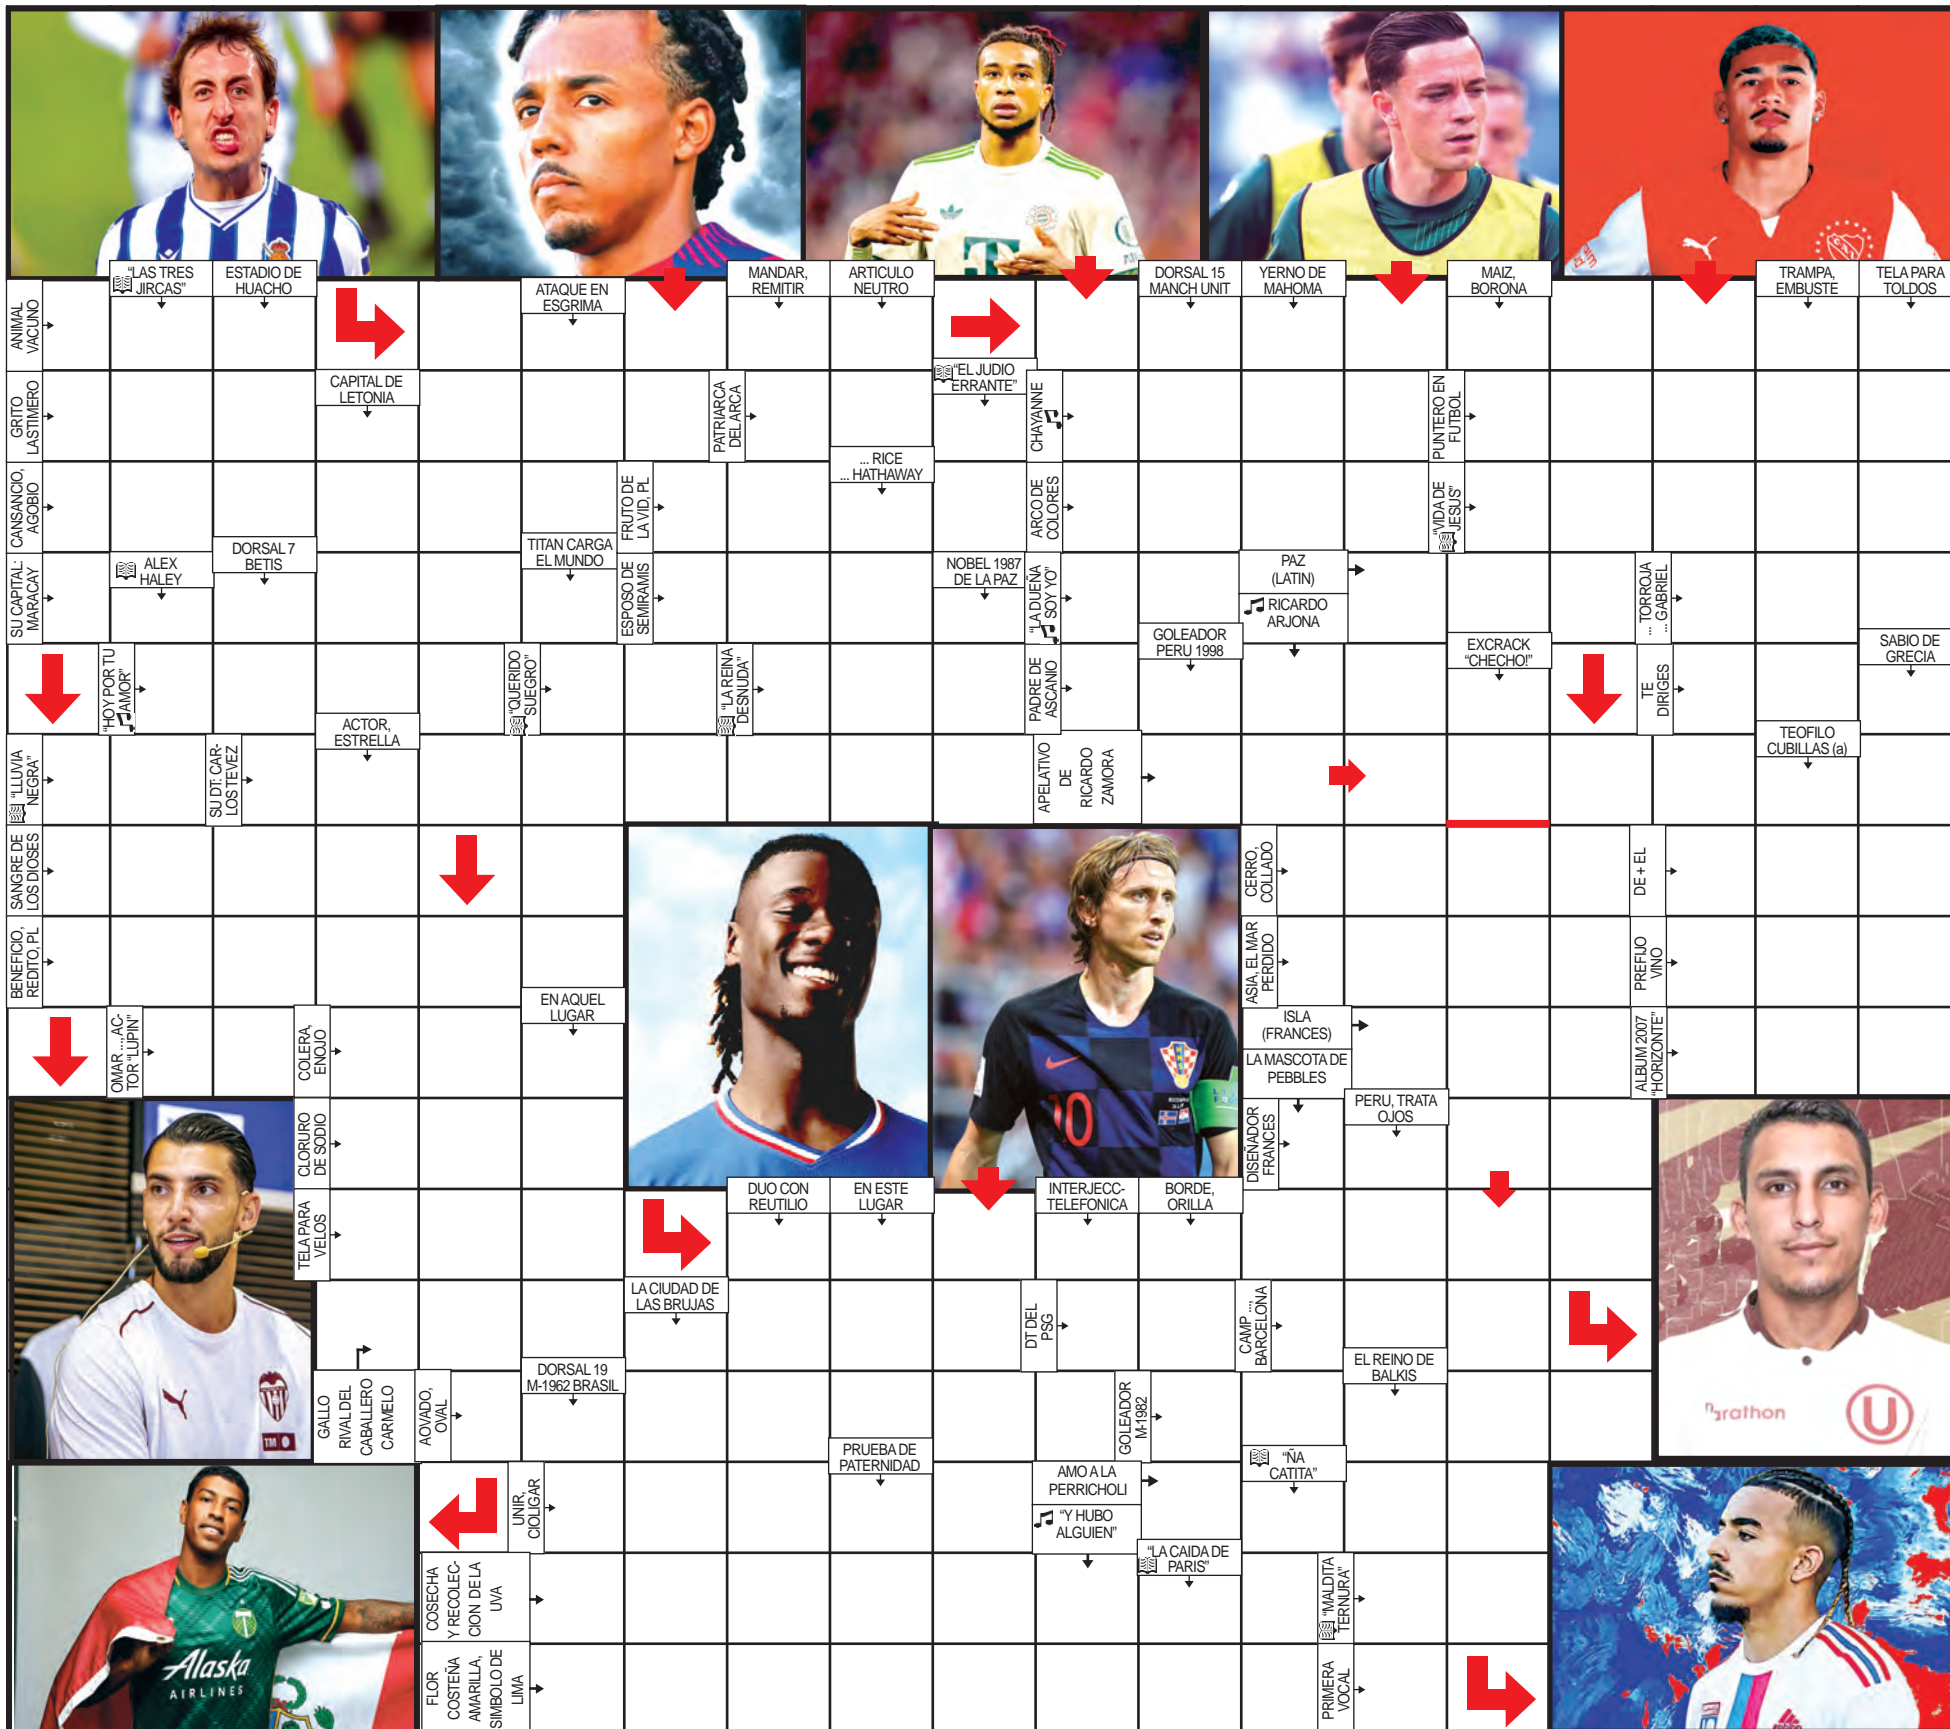 "LAS TRES
JIRCAS"
ESTADIO DE
HUACHO
ATAQUE EN
ESGRIMA
MANDAR,
REMITIR
ARTICULO
NEUTRO
DORSAL 15
MANCH UNIT
YERNO DE
MAHOMA
MAIZ,
BORONA
TRAMPA,
EMBUSTE
TELA PARA
TOLDOS
ANIMAL
VACUNO
GRITO
LASTIMERO
CAPITAL DE
LETONIA
PATRIARCA
DEL ARCA
"EL JUDIO
ERRANTE"
CHAYANNE
PUNTERO EN
FUTBOL
CANSANCIO,
AGOBIO
FRUTO DE
LA VID, PL
... RICE
... HATHAWAY
ARCO DE
COLORES
"VIDA DE
JESUS"
SU CAPITAL:
MARACAY
ALEX
HALEY
DORSAL 7
BETIS
TITAN CARGA
EL MUNDO
ESPOSO DE
SEMIRAMIS
NOBEL 1987
DE LA PAZ
"LA DUEÑA
SOY YO"
PAZ
(LATIN)
RICARDO
ARJONA
... TORROJA
... GABRIEL
"HOY POR TU
AMOR"
"QUERIDO
SUEGRO"
"LA REINA
DESNUDA"
PADRE DE
ASCANIO
GOLEADOR
PERU 1998
EXCRACK
"CHECHO!"
TE
DIRIGES
SABIO DE
GRECIA
"LLUVIA
NEGRA"
SU DT: CAR-
LOS TEVEZ
ACTOR,
ESTRELLA
APELATIVO
DE
RICARDO
ZAMORA
TEOFILO
CUBILLAS (a)
SANGRE DE
LOS DIOSES
CERRO,
COLLADO
DE + EL
10
BENEFICIO,
REDITO, PL
ASIA, EL MAR
PERDIDO
PREFIJO
VINO
OMAR ..., AC-
TOR "LUPIN"
COLERA,
ENOJO
EN AQUEL
LUGAR
ISLA
(FRANCES)
LA MASCOTA DE
PEBBLES
ALBUM 2007
"HORIZONTE"
CLORURO
DE SODIO
DISEÑADOR
FRANCES
PERU, TRATA
OJOS
TELA PARA
VELOS
DUO CON
REUTILIO
EN ESTE
LUGAR
INTERJECC-
TELEFONICA
BORDE,
ORILLA
LA CIUDAD DE
LAS BRUJAS
DT DEL
PSG
CAMP ...,
BARCELONA
GALLO
RIVAL DEL
CABALLERO
CARMELO
AOVADO,
OVAL
DORSAL 19
M-1962 BRASIL
GOLEADOR
M-1982
EL REINO DE
BALKIS
marathon
U
TM
UNIR,
CIOLIGAR
PRUEBA DE
PATERNIDAD
AMO A LA
PERRICHOLI
"Y HUBO
ALGUIEN"
"ÑA
CATITA"
COSECHA
Y RECOLEC-
CION DE LA
UVA
"LA CAIDA DE
PARIS"
"MALDITA
TERNURA"
FLOR
COSTEÑA
AMARILLA,
SIMBOLO DE
LIMA
PRIMERA
VOCAL
Alaska
AIRLINES